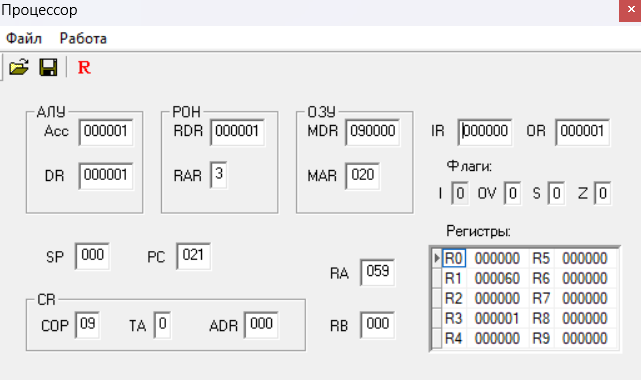 Процессор
Файл Работа
R
АЛУ РОН ОЗУ
Acc 000001 RDR 000001 MDR 090000 IR 000000 OR 000001
Флаги:
DR 000001 RAR 3 MAR 020 I 0 OV 0 S 0 Z 0
Регистры:
SP 000 PC 021 RA 059
R0 000000 R5 000000
R1 000060 R6 000000
R2 000000 R7 000000
R3 000001 R8 000000
R4 000000 R9 000000
CR
COP 09 TA 0 ADR 000 RB 000